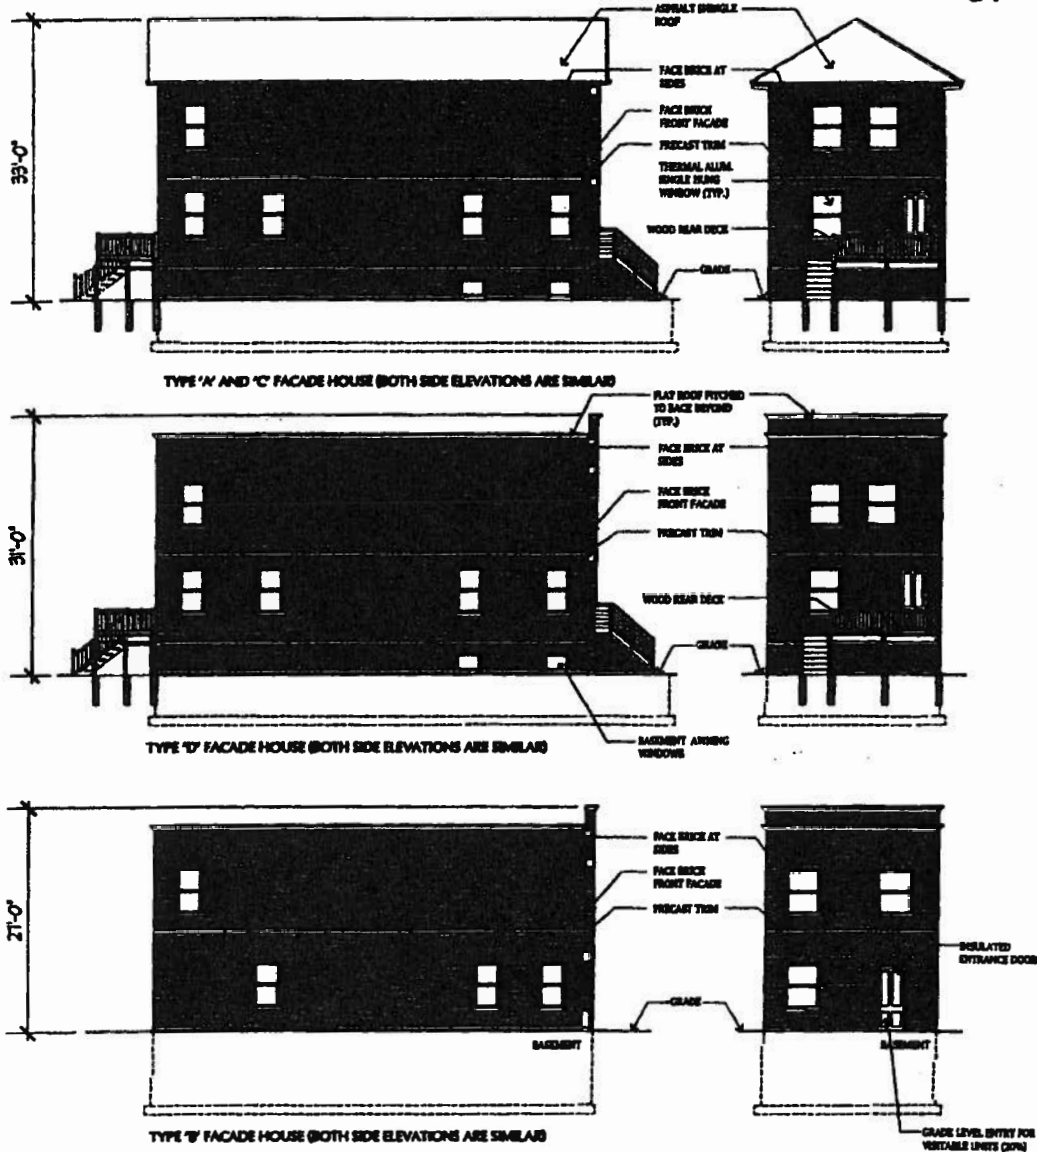 ASPHALT SHINGLE
ROOF
FACE BRICK AT
SIDES
FACE BRICK
FRONT FACADE
PRECAST TRIM
THERMAL ALUM.
SINGLE HUNG
WINDOW (TYP.)
WOOD REAR DECK
GRADE
33'-0"
TYPE "A" AND "C" FACADE HOUSE (BOTH SIDE ELEVATIONS ARE SIMILAR)
FLAT ROOF PITCHED
TO BACK BEYOND
(TYP.)
FACE BRICK AT
SIDES
FACE BRICK
FRONT FACADE
PRECAST TRIM
WOOD REAR DECK
GRADE
31'-0"
TYPE "D" FACADE HOUSE (BOTH SIDE ELEVATIONS ARE SIMILAR)
BASEMENT AWNING
WINDOWS
FACE BRICK AT
SIDES
FACE BRICK
FRONT FACADE
PRECAST TRIM
INSULATED
ENTRANCE DOOR
GRADE
27'-0"
BASEMENT
BASEMENT
TYPE "B" FACADE HOUSE (BOTH SIDE ELEVATIONS ARE SIMILAR)
GRADE LEVEL ENTRY FOR
VISITABLE UNITS (20%)